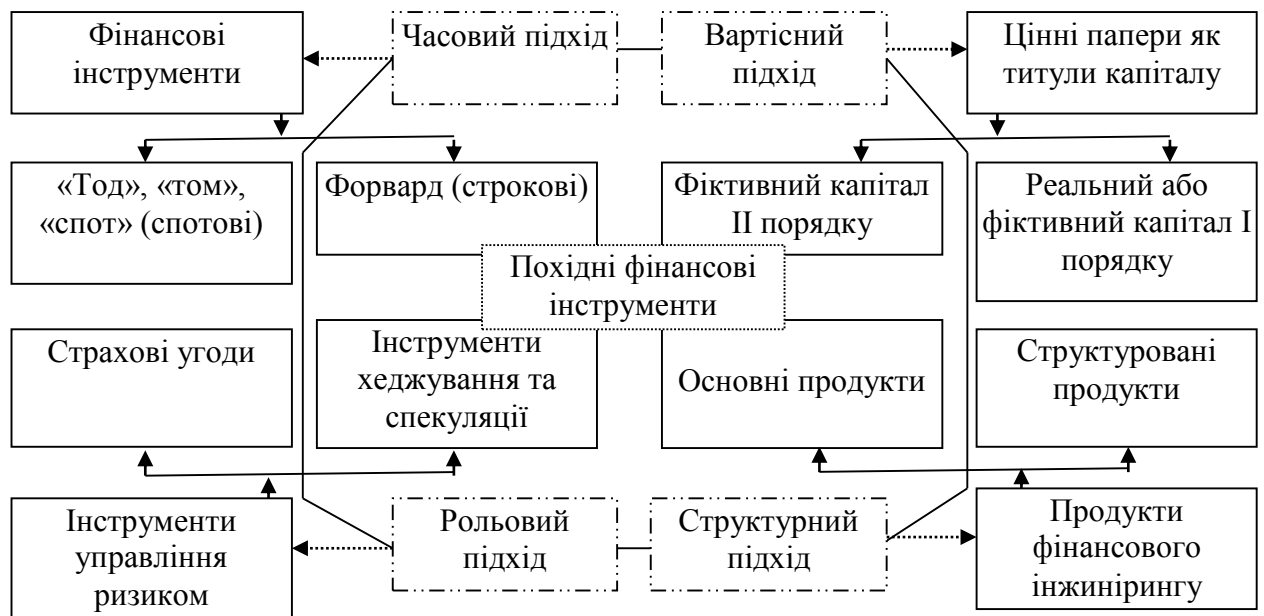 Фінансові
інструменти
Часовий підхід
Вартісний
підхід
Цінні папери як
титули капіталу
«Тод», «том»,
«спот» (спотові)
Форвард (строкові)
Фіктивний капітал
II порядку
Реальний або
фіктивний капітал I
порядку
Похідні фінансові
інструменти
Страхові угоди
Інструменти
хеджування та
спекуляції
Основні продукти
Структуровані
продукти
Інструменти
управління
ризиком
Рольовий
підхід
Структурний
підхід
Продукти
фінансового
інжинірингу